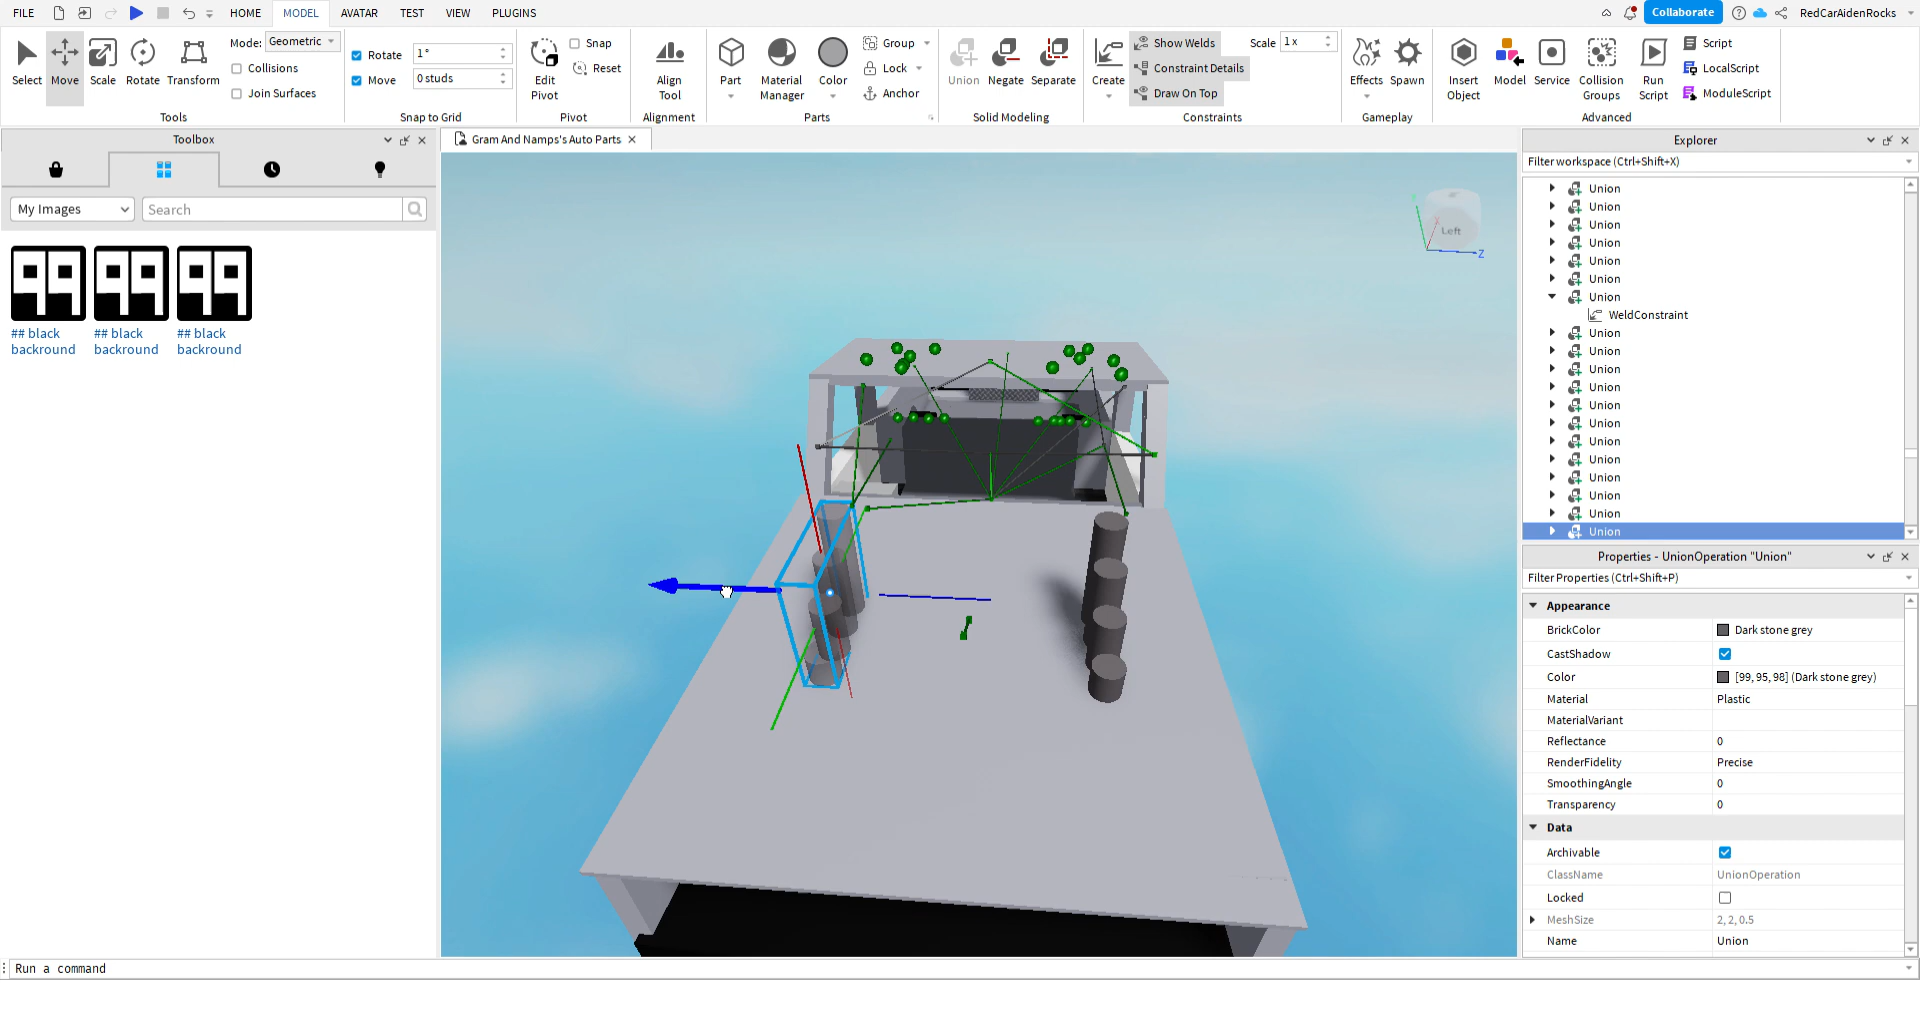 FILE HOME MODEL AVATAR TEST VIEW PLUGINS Collaborate RedCarAidenRocks
Select Move Scale Rotate Transform
Mode: Geometric
Collisions
Join Surfaces
Tools
Rotate 1°
Move 0 studs
Snap to Grid
Edit Pivot
Snap
Reset
Pivot
Align Tool
Alignment
Part
Material Manager
Color
Group
Lock
Anchor
Parts
Union Negate Separate
Solid Modeling
Create
Show Welds
Constraint Details
Draw On Top
Scale 1 x
Constraints
Effects Spawn
Gameplay
Insert Object
Model
Service
Collision Groups
Run Script
Script
LocalScript
ModuleScript
Advanced
Toolbox
My Images
Search
## black backround
## black backround
## black backround
Gram And Namps's Auto Parts
Left
Z
Explorer
Filter workspace (Ctrl+Shift+X)
Union
Union
Union
Union
Union
Union
Union
WeldConstraint
Union
Union
Union
Union
Union
Union
Union
Union
Union
Union
Union
Union
Properties - UnionOperation "Union"
Filter Properties (Ctrl+Shift+P)
Appearance
BrickColor Dark stone grey
CastShadow
Color [99, 95, 98] (Dark stone grey)
Material Plastic
MaterialVariant
Reflectance 0
RenderFidelity Precise
SmoothingAngle 0
Transparency 0
Data
Archivable
ClassName UnionOperation
Locked
MeshSize 2, 2, 0.5
Name Union
Run a command